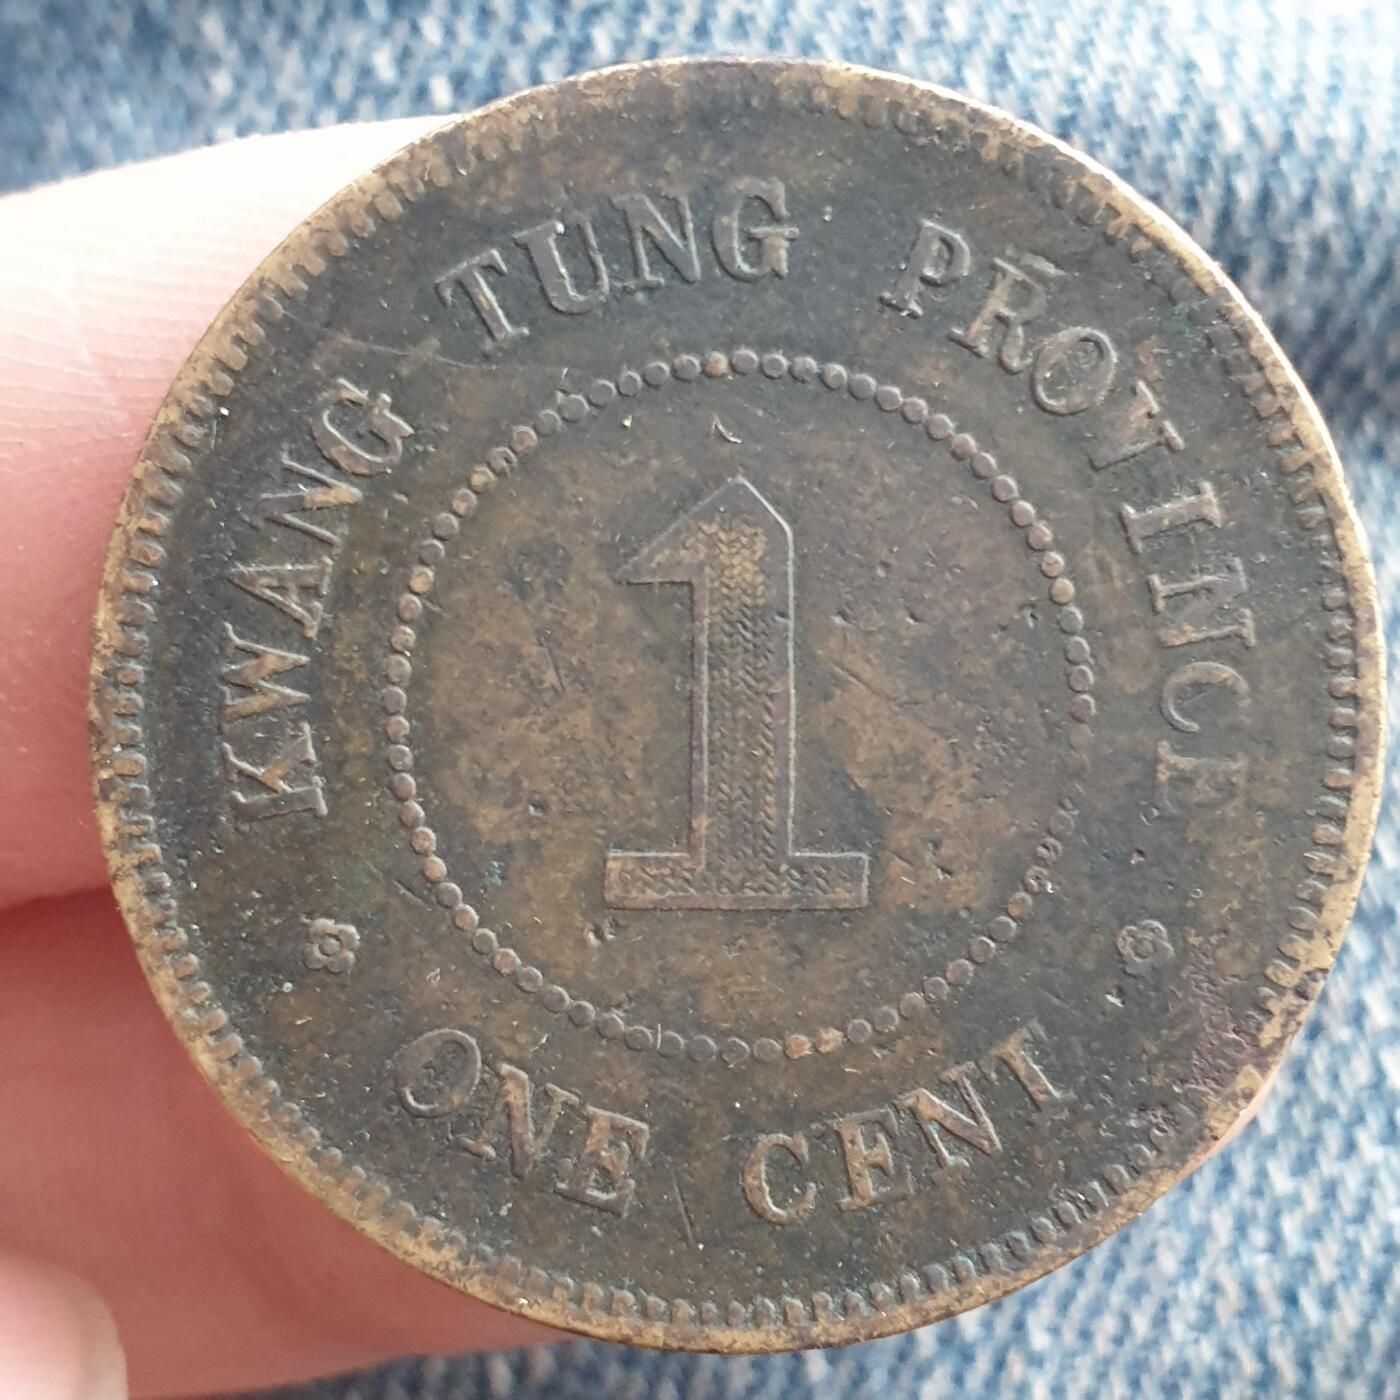 KWANG TUNG PROVINCE
1
ONE CENT